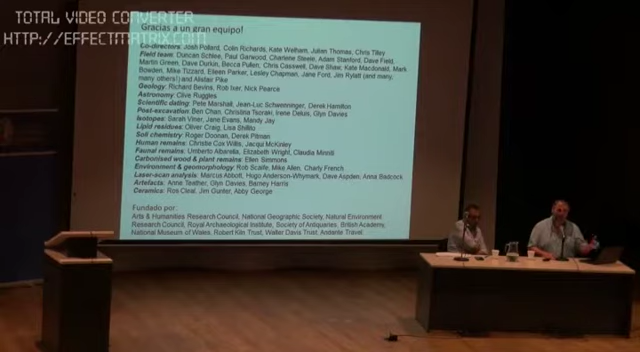 TOTAL VIDEO CONVERTER
HTTP://EFFECTMATRIX.COM
Gracias a un gran equipo!
Co-directors: Josh Pollard, Colin Richards, Kate Welham, Julian Thomas, Chris Tilley
Field team: Duncan Schlee, Paul Garwood, Charlene Steele, Adam Stanford, Dave Field,
Martin Green, Dave Durkin, Becca Pullen, Chris Casswell, Dave Shaw, Kate Macdonald, Mark
Bowden, Mike Tizzard, Eileen Parker, Lesley Chapman, Jane Ford, Jim Rylatt (and many,
many others!) and Alistair Pike
Geology: Richard Bevins, Rob Ixer, Nick Pearce
Astronomy: Clive Ruggles
Scientific dating: Pete Marshall, Jean-Luc Schwenninger, Derek Hamilton
Post-excavation: Ben Chan, Christina Tsoraki, Irene Deluis, Glyn Davies
Isotopes: Sarah Viner, Jane Evans, Mandy Jay
Lipid residues: Oliver Craig, Lisa Shillito
Soil chemistry: Roger Doonan, Derek Pitman
Human remains: Christie Cox Willis, Jacqui McKinley
Faunal remains: Umberto Albarella, Elizabeth Wright, Claudia Minniti
Carbonised wood & plant remains: Ellen Simmons
Environment & geomorphology: Rob Scaife, Mike Allen, Charly French
Laser-scan analysis: Marcus Abbott, Hugo Anderson-Whymark, Dave Aspden, Anna Badcock
Artefacts: Anne Teather, Glyn Davies, Barney Harris
Ceramics: Ros Cleal, Jim Gunter, Abby George
Fundado por:
Arts & Humanities Research Council, National Geographic Society, Natural Environment
Research Council, Royal Archaeological Institute, Society of Antiquaries, British Academy,
National Museum of Wales, Robert Kiln Trust, Walter Davis Trust, Andante Travel.